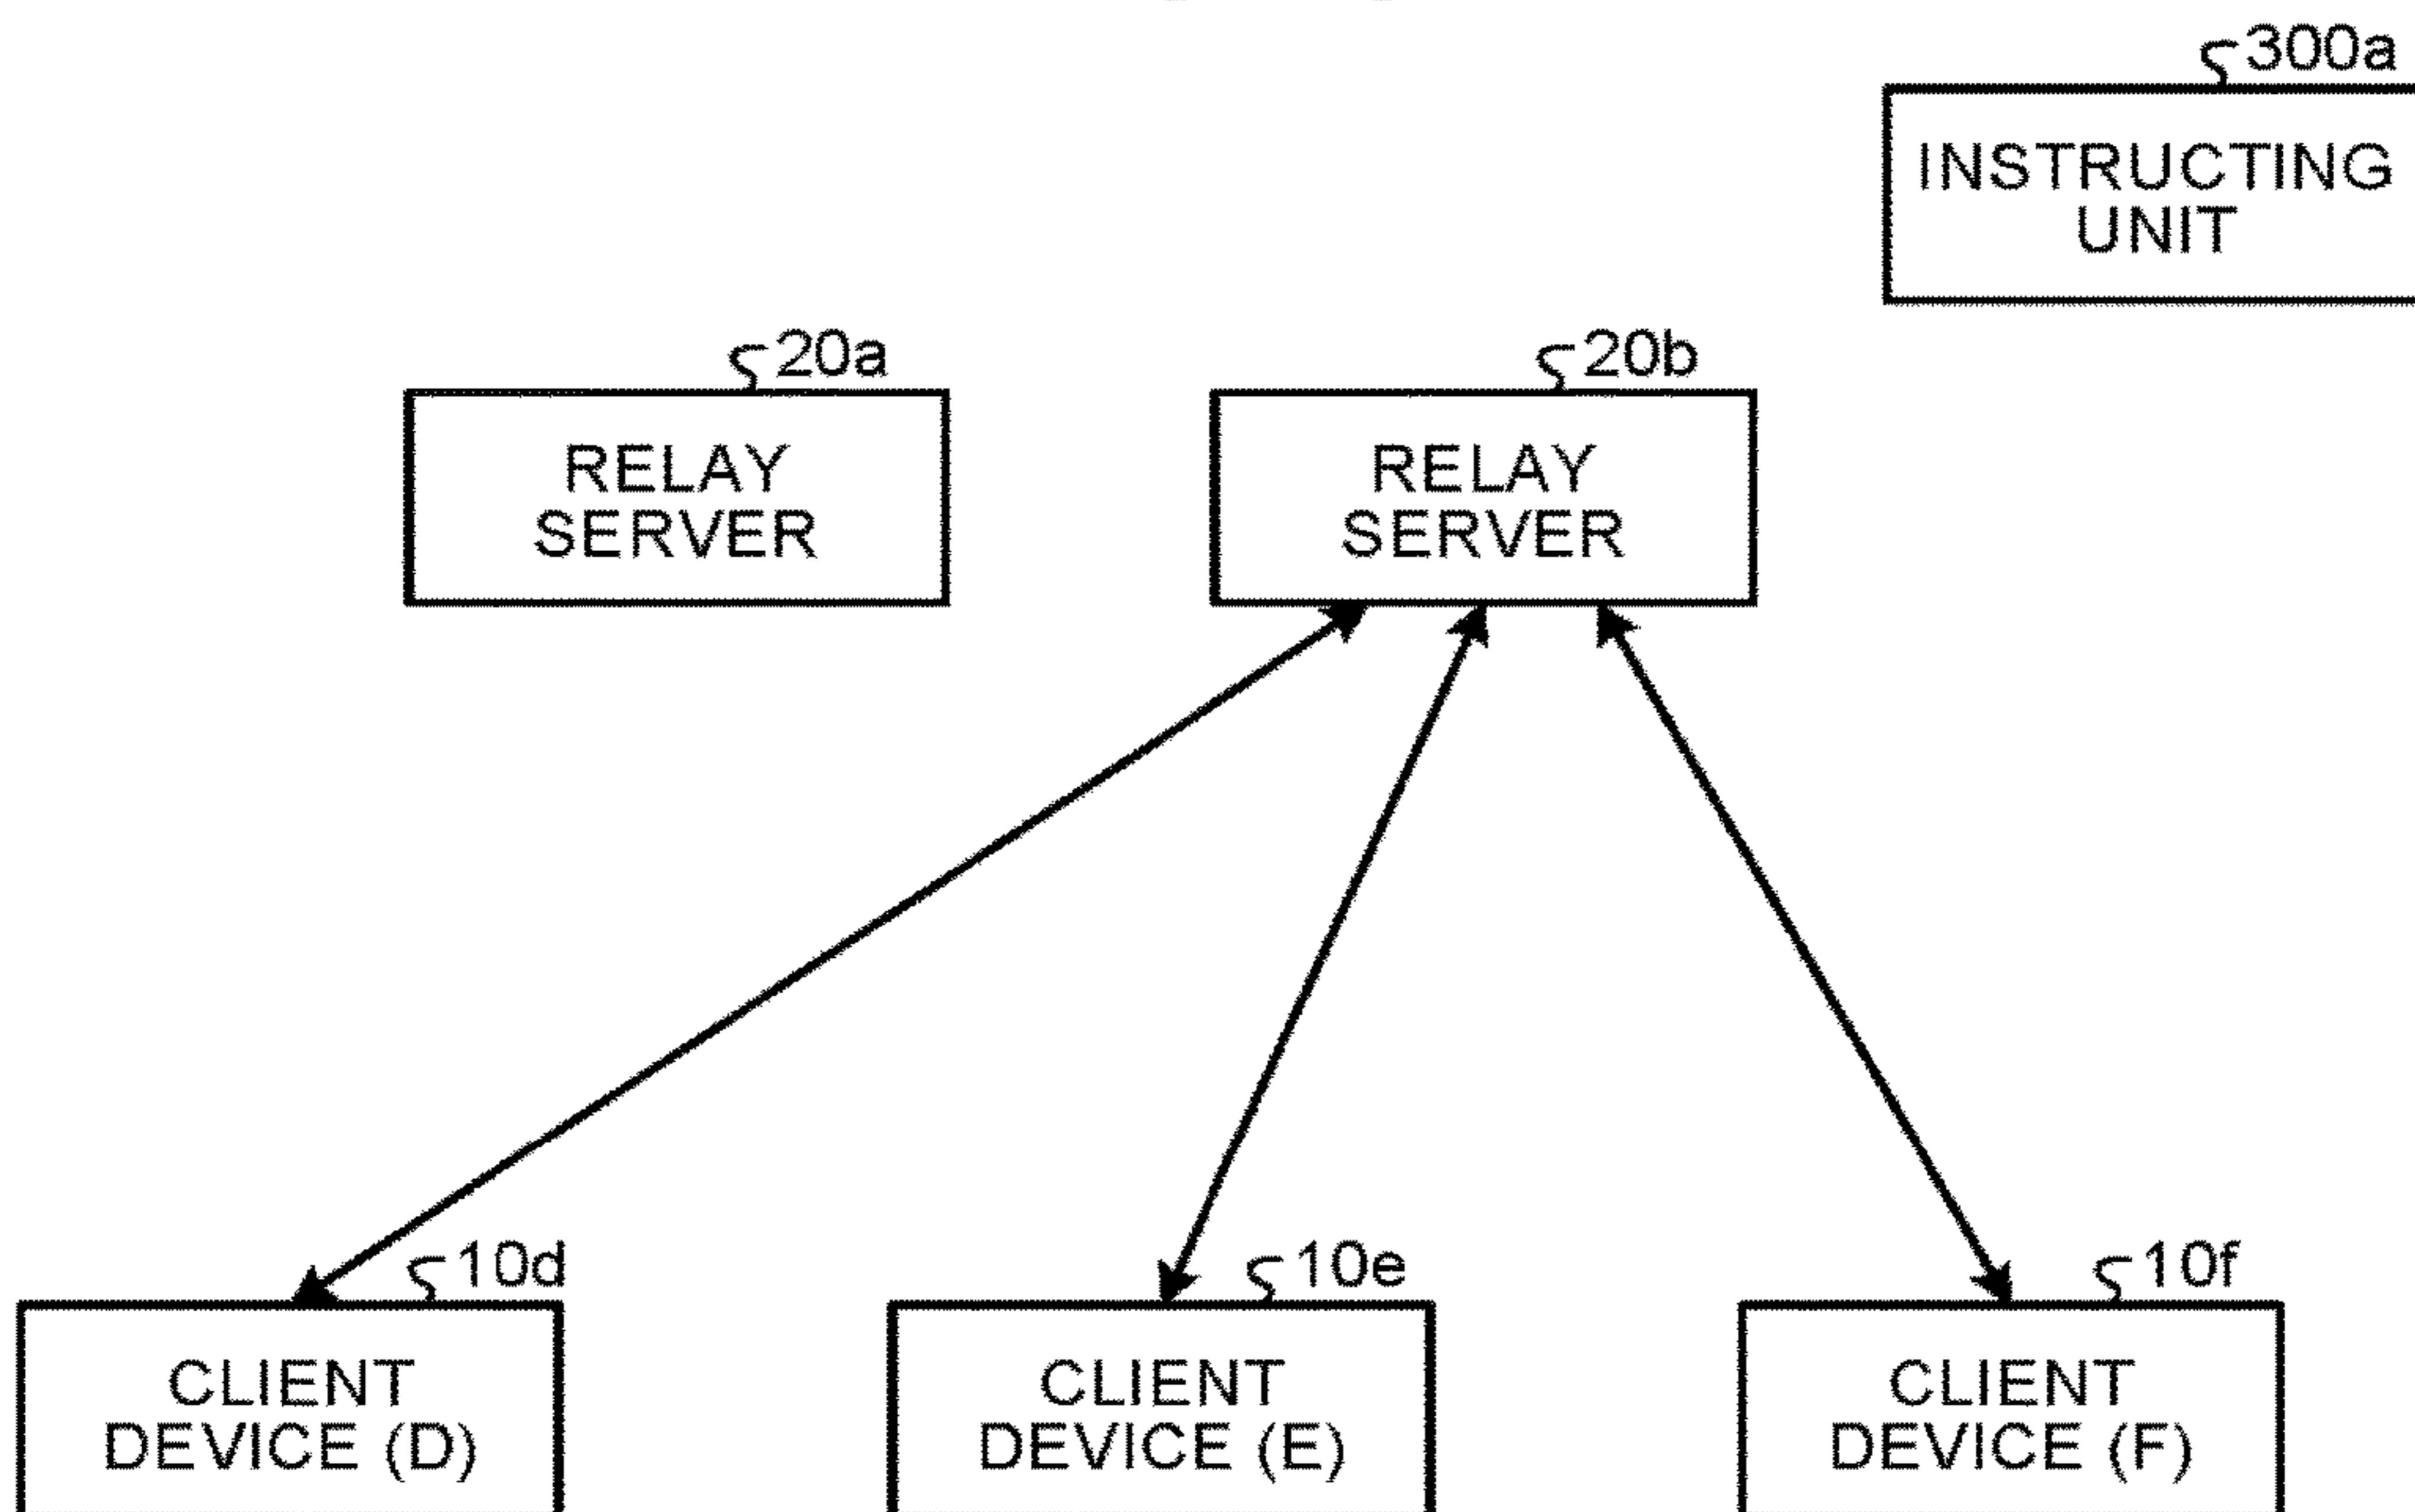 300a
INSTRUCTING
UNIT
20a
20b
RELAY
SERVER
RELAY
SERVER
10d
10e
10f
CLIENT
DEVICE (D)
CLIENT
DEVICE (E)
CLIENT
DEVICE (F)